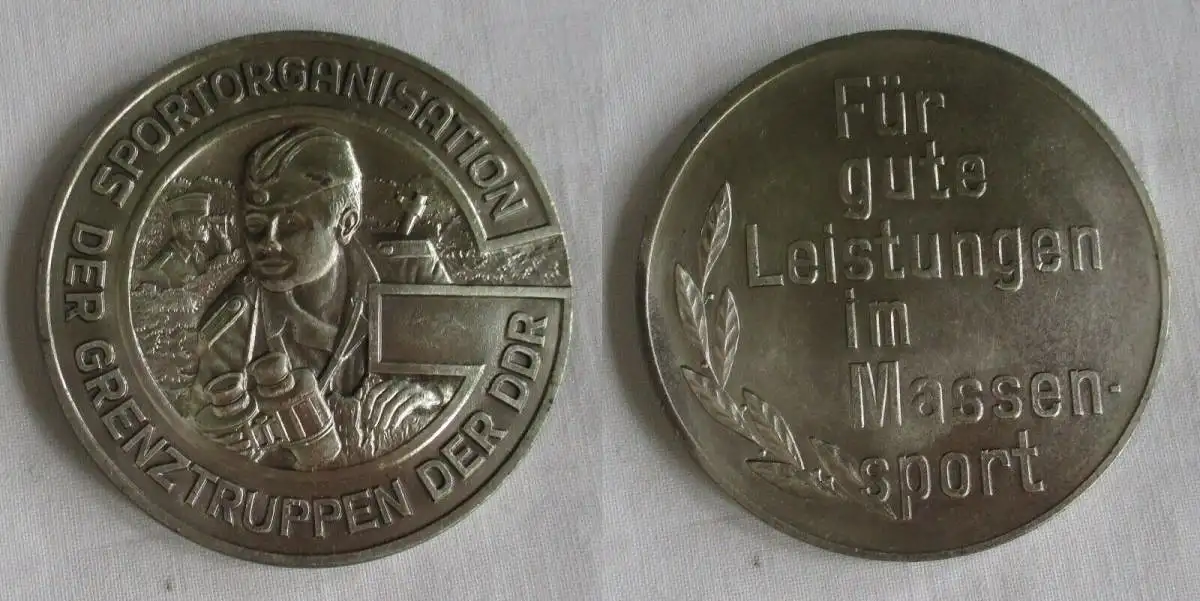 SPORTORGANISATION
DER GRENZTRUPPEN DER DDR
Für
gute
Leistungen
im
Massen-
sport